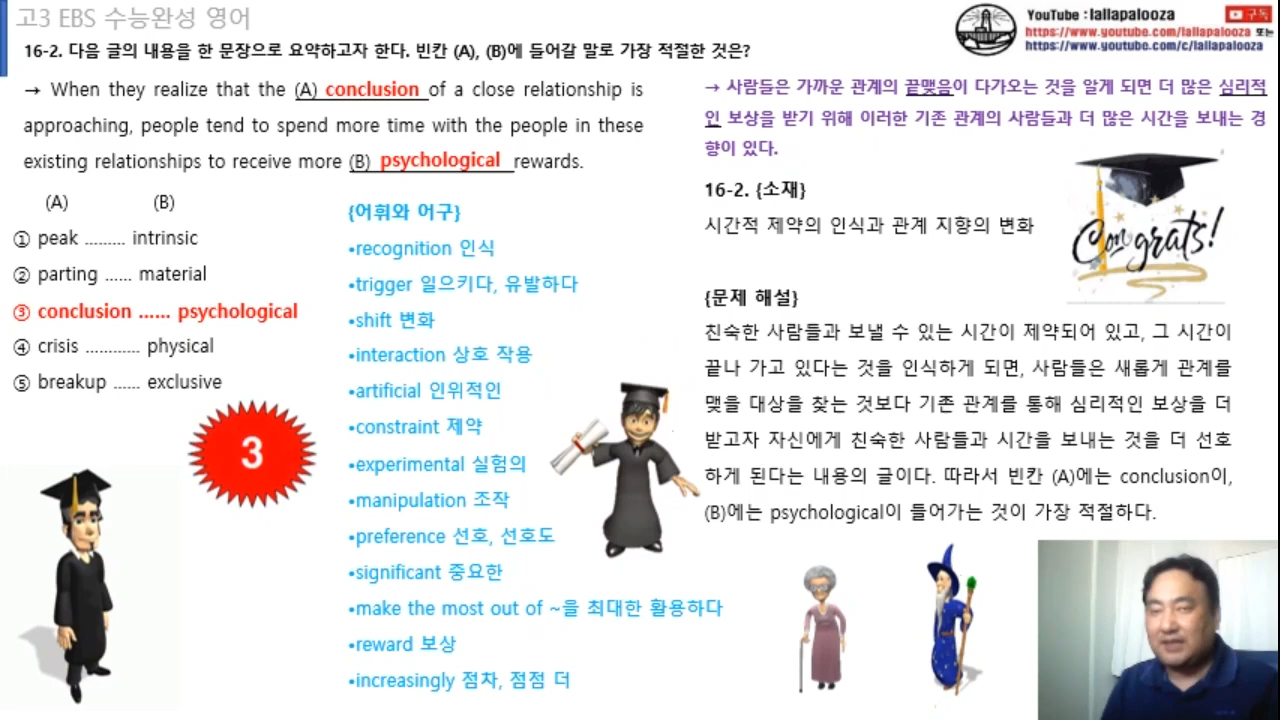 고3 EBS 수능완성 영어
YouTube : lallapalooza
구독
https://www.youtube.com/lallapalooza 또는
https://www.youtube.com/c/lallapalooza
16-2. 다음 글의 내용을 한 문장으로 요약하고자 한다. 빈칸 (A), (B)에 들어갈 말로 가장 적절한 것은?
→ When they realize that the (A) conclusion of a close relationship is
approaching, people tend to spend more time with the people in these
existing relationships to receive more (B) psychological rewards.
(A) (B)
① peak ......... intrinsic
② parting ...... material
③ conclusion ...... psychological
④ crisis ............ physical
⑤ breakup ...... exclusive
3
{어휘와 어구}
•recognition 인식
•trigger 일으키다, 유발하다
•shift 변화
•interaction 상호 작용
•artificial 인위적인
•constraint 제약
•experimental 실험의
•manipulation 조작
•preference 선호, 선호도
•significant 중요한
•make the most out of ~을 최대한 활용하다
•reward 보상
•increasingly 점차, 점점 더
→ 사람들은 가까운 관계의 끝맺음이 다가오는 것을 알게 되면 더 많은 심리적
인 보상을 받기 위해 이러한 기존 관계의 사람들과 더 많은 시간을 보내는 경
향이 있다.
16-2. {소재}
시간적 제약의 인식과 관계 지향의 변화
Congrats!
{문제 해설}
친숙한 사람들과 보낼 수 있는 시간이 제약되어 있고, 그 시간이
끝나 가고 있다는 것을 인식하게 되면, 사람들은 새롭게 관계를
맺을 대상을 찾는 것보다 기존 관계를 통해 심리적인 보상을 더
받고자 자신에게 친숙한 사람들과 시간을 보내는 것을 더 선호
하게 된다는 내용의 글이다. 따라서 빈칸 (A)에는 conclusion이,
(B)에는 psychological이 들어가는 것이 가장 적절하다.